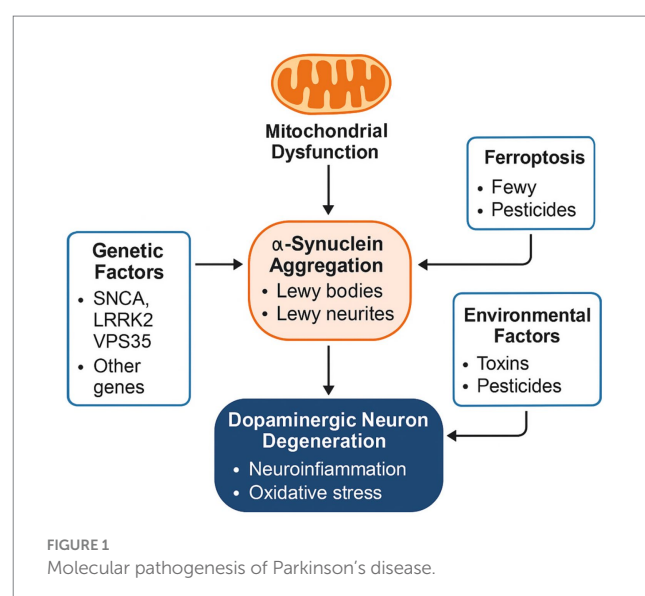 Mitochondrial
Dysfunction
Ferroptosis
• Fewy
• Pesticides
Genetic
Factors
• SNCA,
LRRK2
VPS35
• Other
genes
α-Synuclein
Aggregation
• Lewy bodies
• Lewy neurites
Environmental
Factors
• Toxins
• Pesticides
Dopaminergic Neuron
Degeneration
• Neuroinfiammation
• Oxidative stress
FIGURE 1
Molecular pathogenesis of Parkinson's disease.